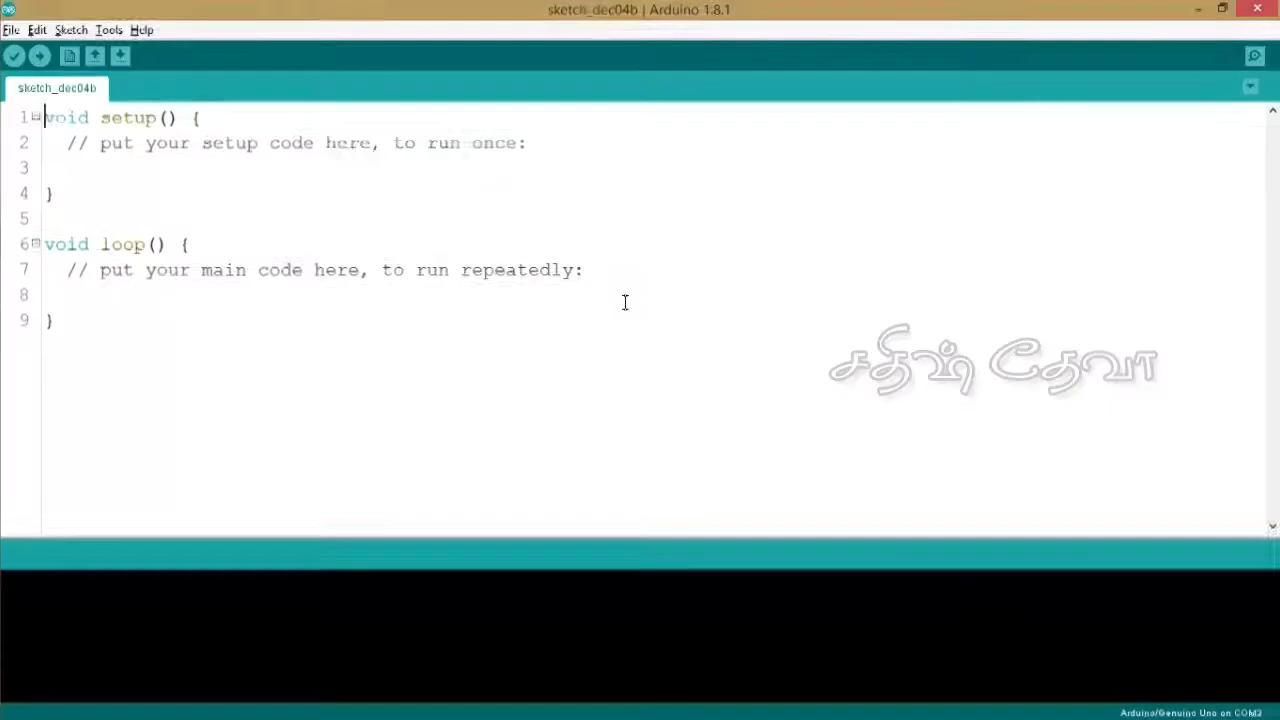 sketch_dec04b | Arduino 1.8.1
File Edit Sketch Tools Help
sketch_dec04b
1 void setup() {
2 // put your setup code here, to run once:
3
4 }
5
6 void loop() {
7 // put your main code here, to run repeatedly:
8
9 }
சதிஷ் தேவா
Arduino/Genuino Uno on COM3